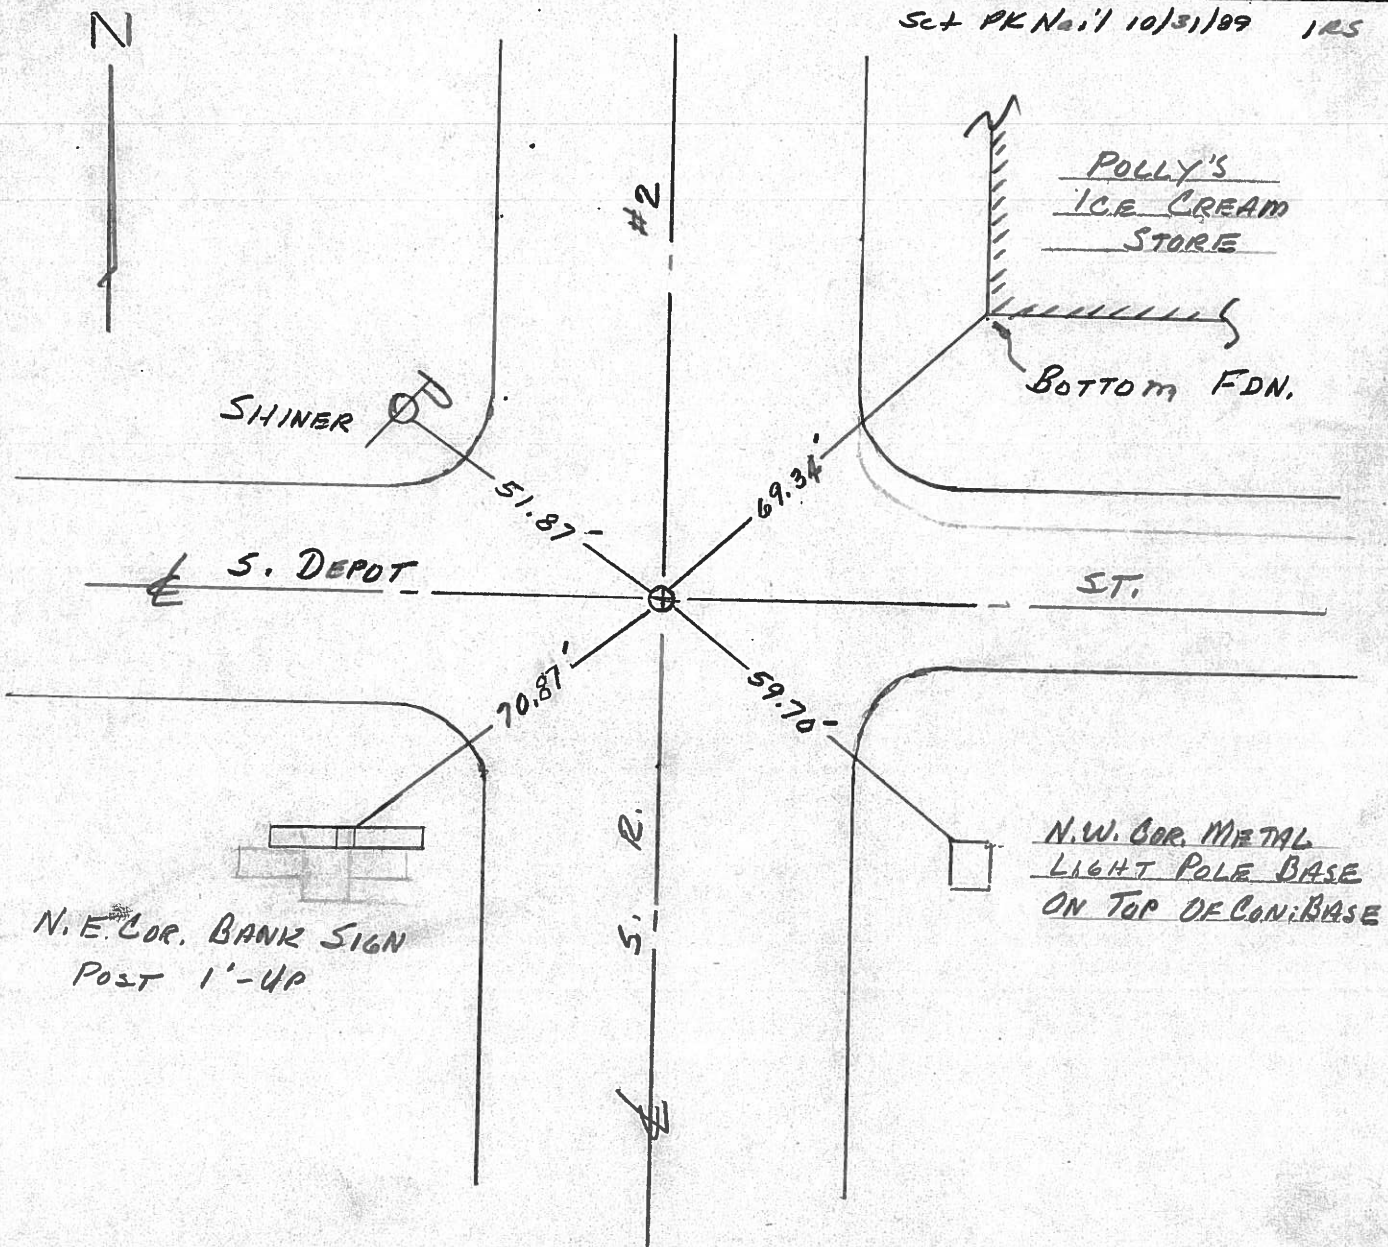 N
Set PK Nail 10/31/89 IRS
POLLY'S
ICE CREAM
STORE
#2
BOTTOM FDN.
SHINER
51.87'
69.34'
℄ S. DEPOT
ST.
70.87'
59.70'
S. R.
N.W. COR. METAL
LIGHT POLE BASE
ON TOP OF CON. BASE
N.E. COR. BANK SIGN
POST 1'-UP
℄